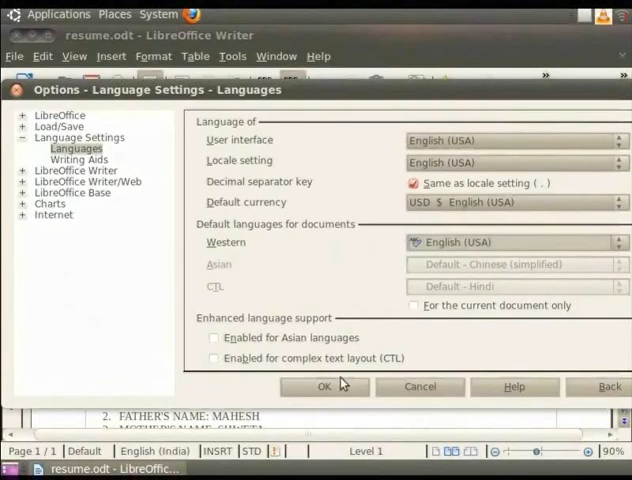 Applications Places System
resume.odt - LibreOffice Writer
File Edit View Insert Format Table Tools Window Help
Options - Language Settings - Languages
LibreOffice
Load/Save
Language Settings
Languages
Writing Aids
LibreOffice Writer
LibreOffice Writer/Web
LibreOffice Base
Charts
Internet
Language of
User interface English (USA)
Locale setting English (USA)
Decimal separator key Same as locale setting ( . )
Default currency USD $ English (USA)
Default languages for documents
Western English (USA)
Asian Default - Chinese (simplified)
CTL Default - Hindi
For the current document only
Enhanced language support
Enabled for Asian languages
Enabled for complex text layout (CTL)
OK Cancel Help Back
2. FATHER'S NAME: MAHESH
3. MOTHER'S NAME: SHWETA
Page 1 / 1 Default English (India) INSRT STD Level 1 90%
resume.odt - LibreOffic...